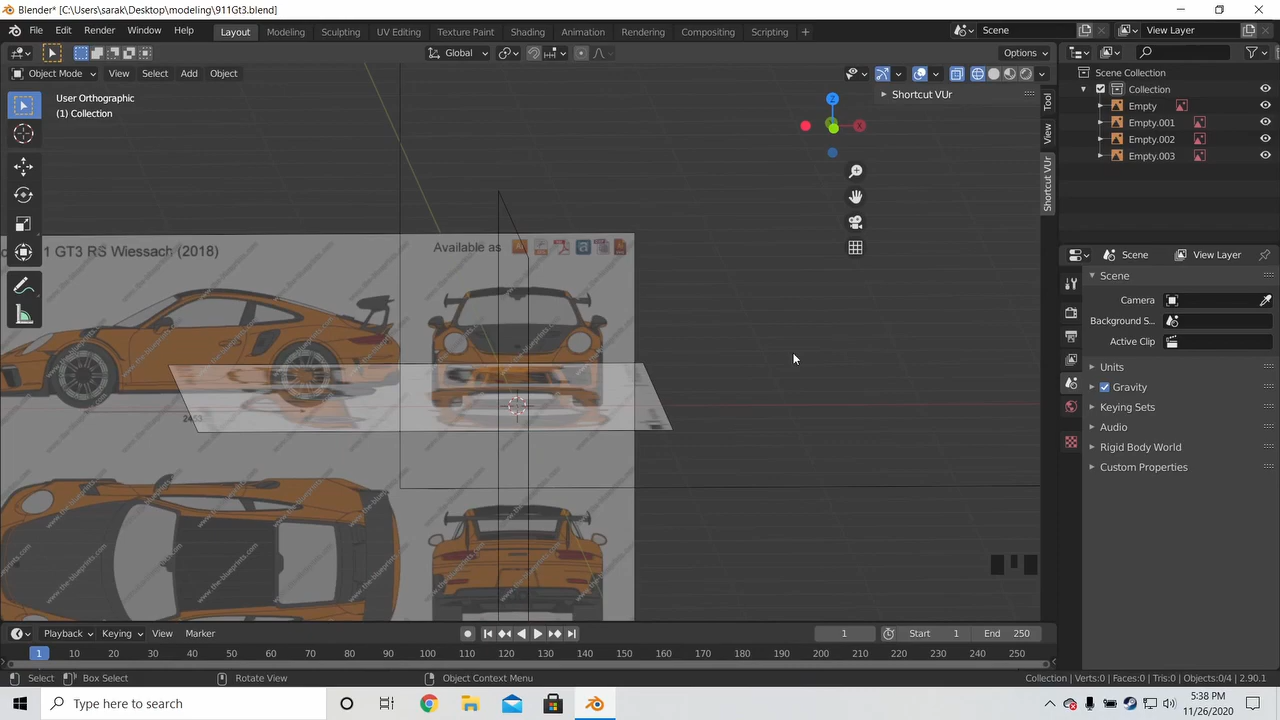 Blender* [C:\Users\sarak\Desktop\modeling\911Gt3.blend]
File Edit Render Window Help Layout Modeling Sculpting UV Editing Texture Paint Shading Animation Rendering Compositing Scripting + Scene View Layer
Global Options
Object Mode View Select Add Object
User Orthographic
(1) Collection
Shortcut VUr
Z
X
Tool
View
Shortcut VUr
Scene Collection
Collection
Empty
Empty.001
Empty.002
Empty.003
1 GT3 RS Wiessach (2018)
Available as
www.the-blueprints.com
Scene View Layer
Scene
Camera
Background S...
Active Clip
Units
Gravity
Keying Sets
Audio
Rigid Body World
Custom Properties
Playback Keying View Marker 1 Start 1 End 250
1 10 20 30 40 50 60 70 80 90 100 110 120 130 140 150 160 170 180 190 200 210 220 230 240 250
Select Box Select Rotate View Object Context Menu Collection | Verts:0 | Faces:0 | Tris:0 | Objects:0/4 | 2.90.1
Type here to search
5:38 PM
11/26/2020